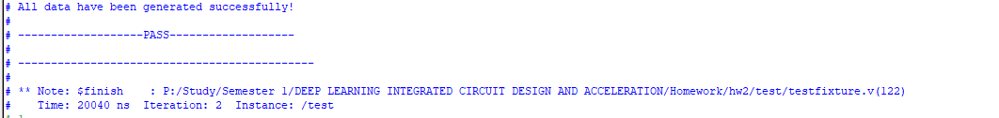 # All data have been generated successfully!
#
# -------------------PASS-------------------
#
# ---------------------------------------------
#
# ** Note: $finish    : P:/Study/Semester 1/DEEP LEARNING INTEGRATED CIRCUIT DESIGN AND ACCELERATION/Homework/hw2/test/testfixture.v(122)
#    Time: 20040 ns  Iteration: 2  Instance: /test